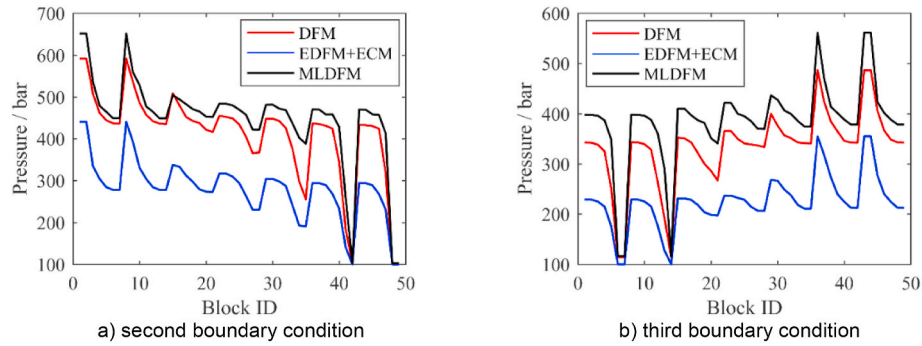 700
600
500
400
300
200
100
0 10 20 30 40 50
Pressure / bar
Block ID
DFM
EDFM+ECM
MLDFM
a) second boundary condition
600
500
400
300
200
100
0 10 20 30 40 50
Pressure / bar
Block ID
DFM
EDFM+ECM
MLDFM
b) third boundary condition